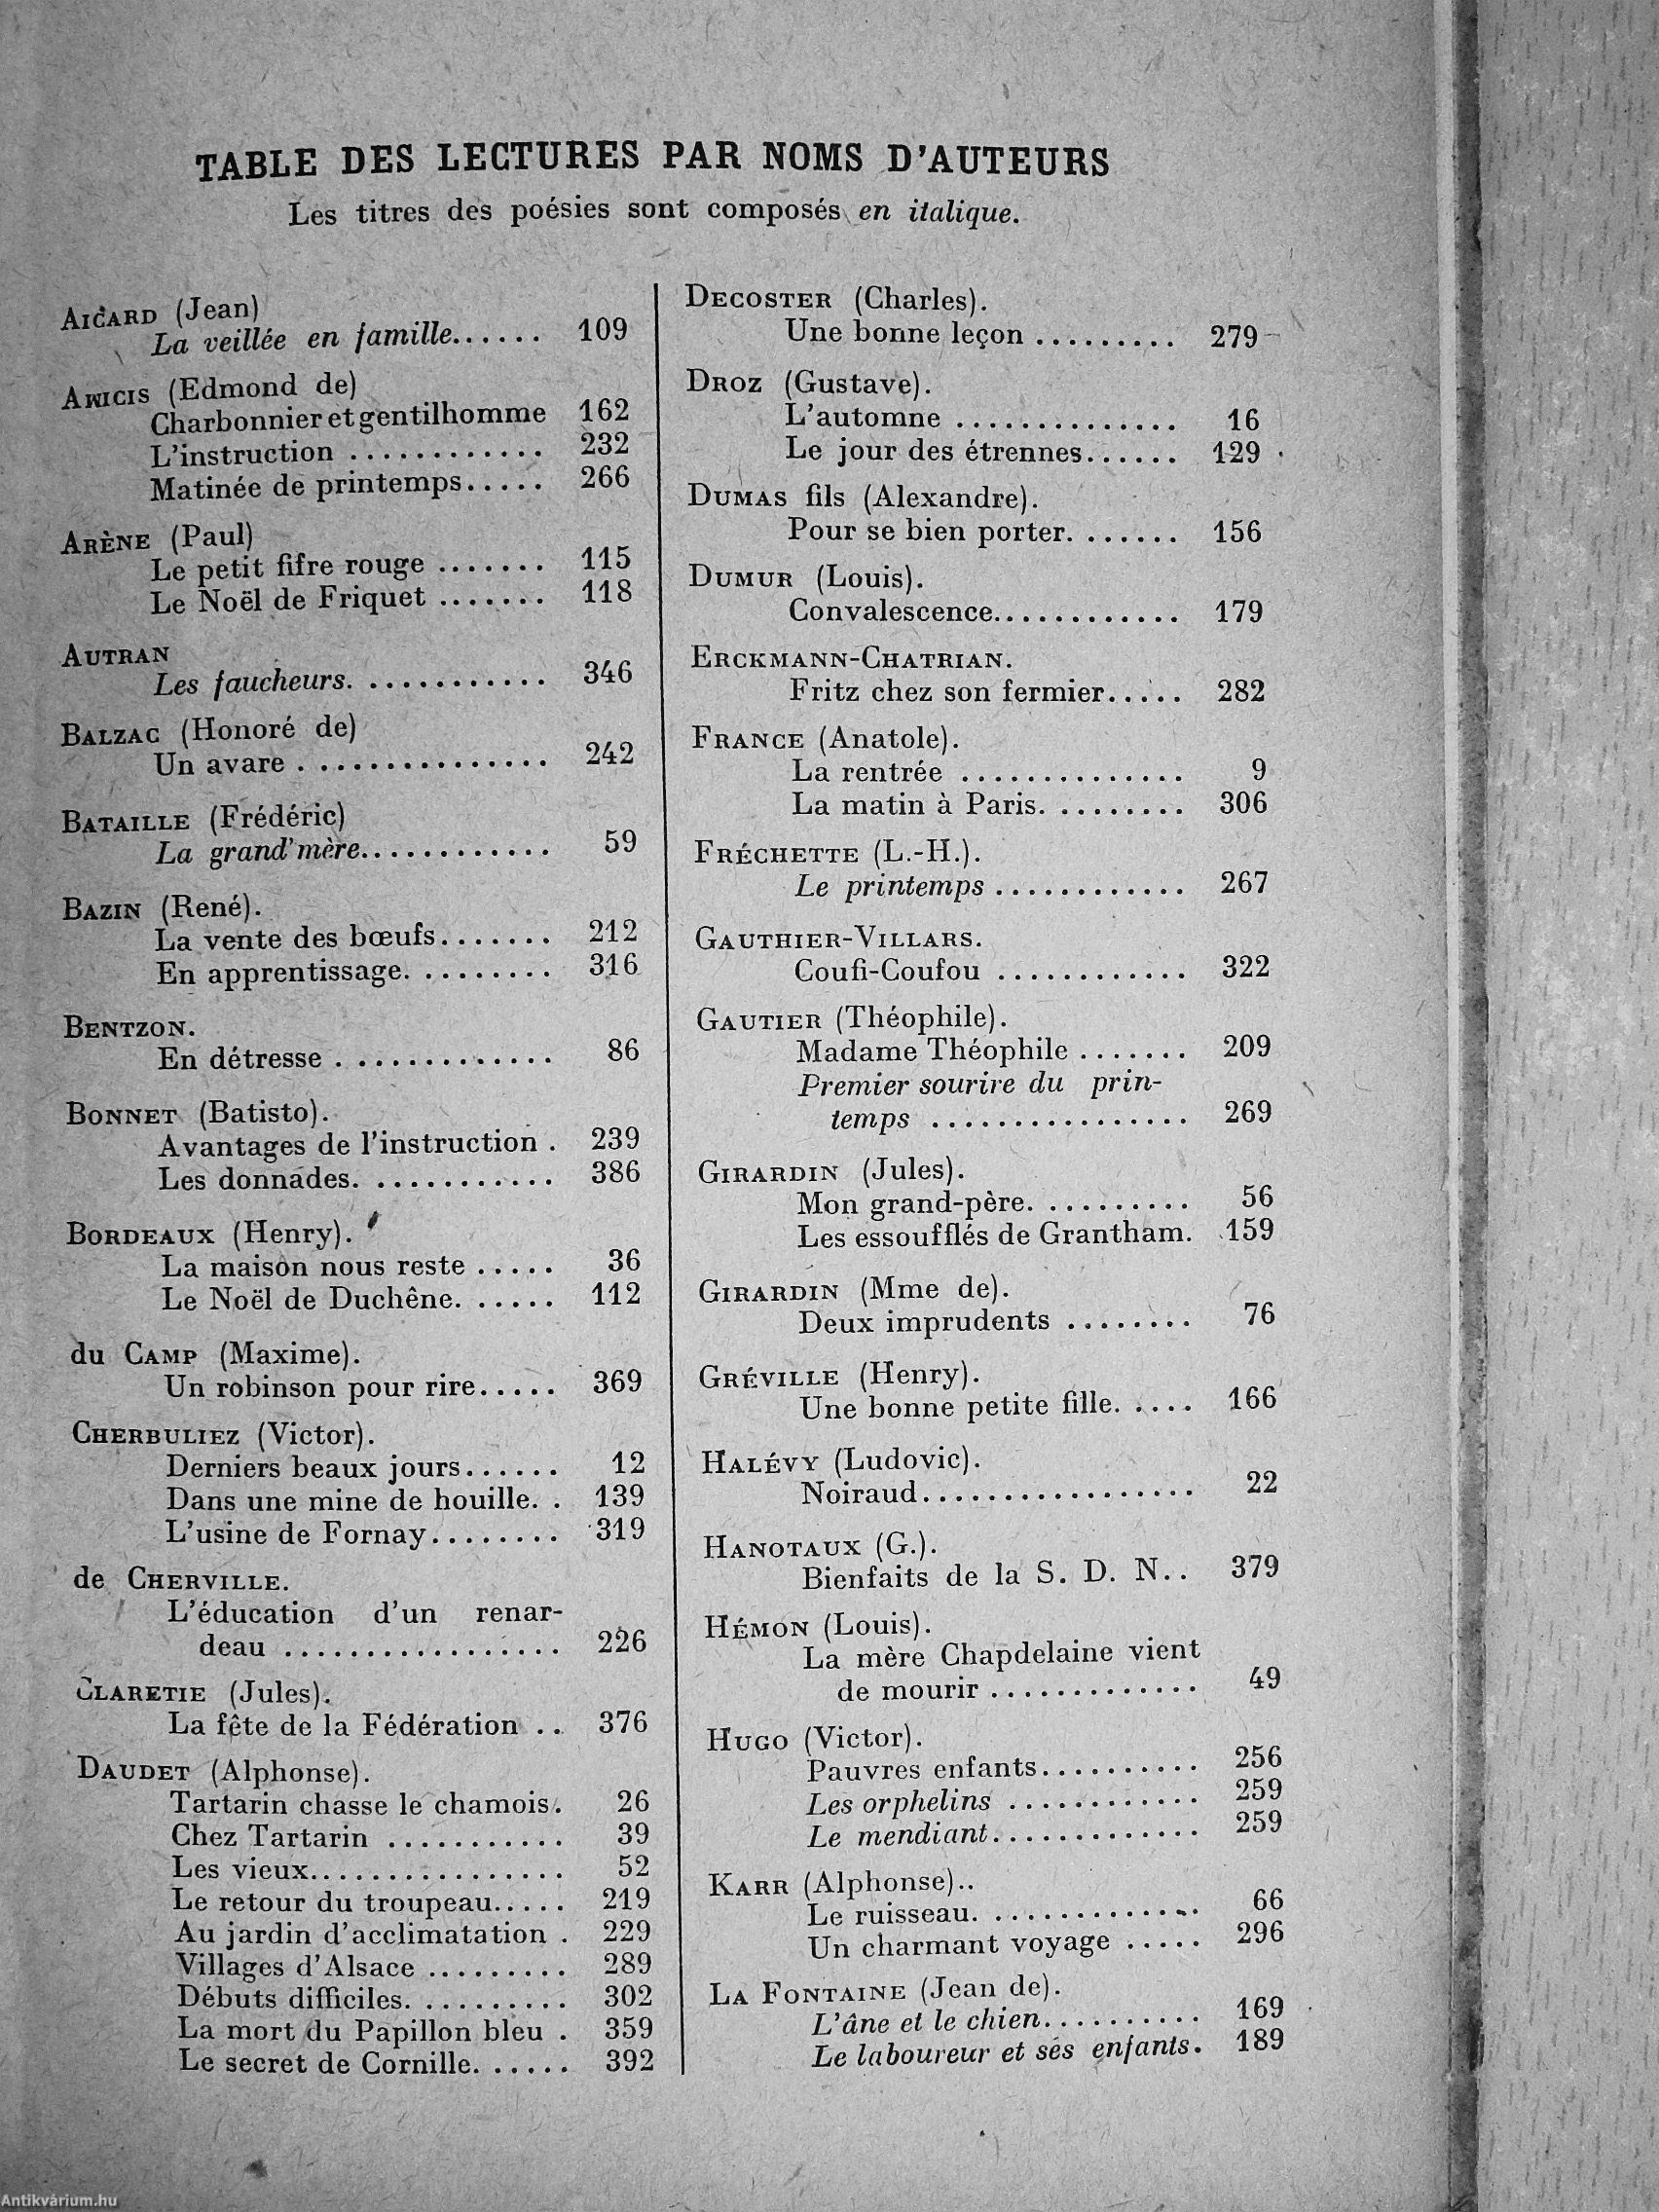 TABLE DES LECTURES PAR NOMS D'AUTEURS
Les titres des poésies sont composés en italique.
AICARD (Jean)
La veillée en famille...... 109
AMICIS (Edmond de)
Charbonnier et gentilhomme 162
L'instruction ............ 232
Matinée de printemps..... 266
ARÈNE (Paul)
Le petit fifre rouge ....... 115
Le Noël de Friquet ....... 118
AUTRAN
Les faucheurs. ........... 346
BALZAC (Honoré de)
Un avare . .............. 242
BATAILLE (Frédéric)
La grand'mère............ 59
BAZIN (René).
La vente des bœufs....... 212
En apprentissage. ........ 316
BENTZON.
En détresse . ............ 86
BONNET (Batisto).
Avantages de l'instruction . 239
Les donnades. ........... 386
BORDEAUX (Henry).
La maison nous reste ..... 36
Le Noël de Duchêne. ..... 112
du CAMP (Maxime).
Un robinson pour rire..... 369
CHERBULIEZ (Victor).
Derniers beaux jours...... 12
Dans une mine de houille. . 139
L'usine de Fornay........ 319
de CHERVILLE.
L'éducation d'un renar-
deau ................. 226
CLARETIE (Jules).
La fête de la Fédération .. 376
DAUDET (Alphonse).
Tartarin chasse le chamois. 26
Chez Tartarin ........... 39
Les vieux................ 52
Le retour du troupeau..... 219
Au jardin d'acclimatation . 229
Villages d'Alsace ......... 289
Débuts difficiles. ......... 302
La mort du Papillon bleu . 359
Le secret de Cornille. ..... 392
DECOSTER (Charles).
Une bonne leçon ......... 279
DROZ (Gustave).
L'automne .............. 16
Le jour des étrennes...... 129
DUMAS fils (Alexandre).
Pour se bien porter. ...... 156
DUMUR (Louis).
Convalescence............ 179
ERCKMANN-CHATRIAN.
Fritz chez son fermier..... 282
FRANCE (Anatole).
La rentrée .............. 9
La matin à Paris. ........ 306
FRÉCHETTE (L.-H.).
Le printemps ............ 267
GAUTHIER-VILLARS.
Coufi-Coufou ............ 322
GAUTIER (Théophile).
Madame Théophile ....... 209
Premier sourire du prin-
temps ................ 269
GIRARDIN (Jules).
Mon grand-père. ......... 56
Les essoufflés de Grantham. 159
GIRARDIN (Mme de).
Deux imprudents ........ 76
GRÉVILLE (Henry).
Une bonne petite fille. .... 166
HALÉVY (Ludovic).
Noiraud................. 22
HANOTAUX (G.).
Bienfaits de la S. D. N.. 379
HÉMON (Louis).
La mère Chapdelaine vient
de mourir ............. 49
HUGO (Victor).
Pauvres enfants.......... 256
Les orphelins ............ 259
Le mendiant............. 259
KARR (Alphonse)..
Le ruisseau. ............. 66
Un charmant voyage ..... 296
LA FONTAINE (Jean de).
L'âne et le chien.......... 169
Le laboureur et ses enfants. 189
Antikvárium.hu